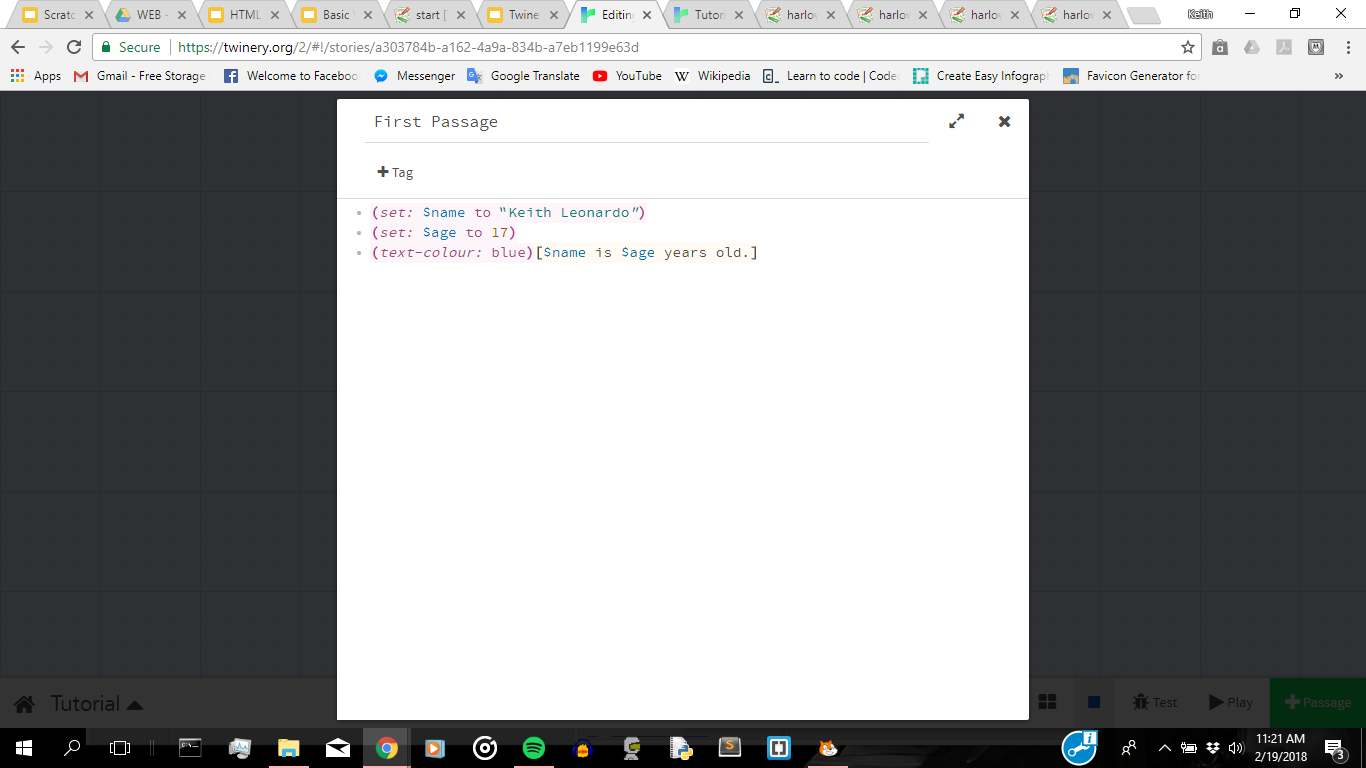 Scratc
WEB -
HTML
Basic
start [
Twine
Editin
Tutori
harlov
harlov
harlov
harlov
Keith
Secure
https://twinery.org/2/#!/stories/a303784b-a162-4a9a-834b-a7eb1199e63d
Apps
Gmail - Free Storage
Welcome to Faceboo
Messenger
Google Translate
YouTube
Wikipedia
Learn to code | Codec
Create Easy Infograp
Favicon Generator for
»
First Passage
+ Tag
(set: $name to "Keith Leonardo")
(set: $age to 17)
(text-colour: blue)[$name is $age years old.]
Tutorial
Test
Play
+ Passage
11:21 AM
2/19/2018
3